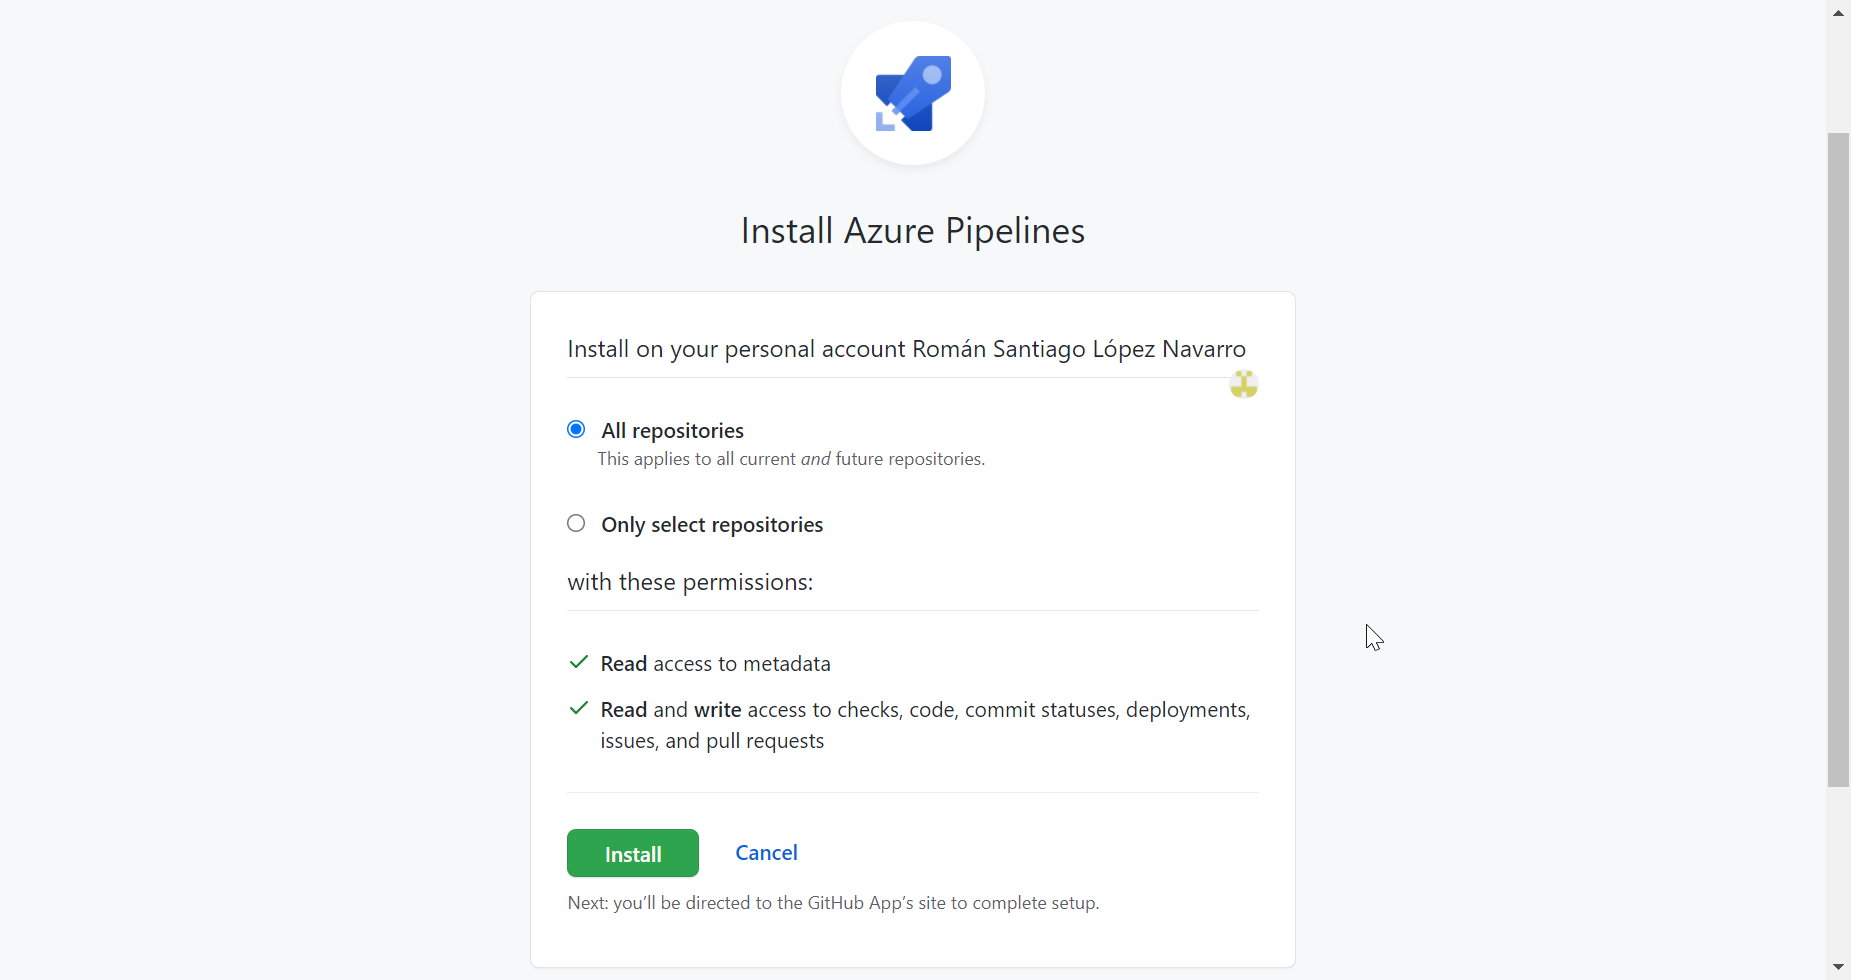 Install Azure Pipelines
Install on your personal account Román Santiago López Navarro
All repositories
This applies to all current and future repositories.
Only select repositories
with these permissions:
Read access to metadata
Read and write access to checks, code, commit statuses, deployments,
issues, and pull requests
Install Cancel
Next: you’ll be directed to the GitHub App’s site to complete setup.